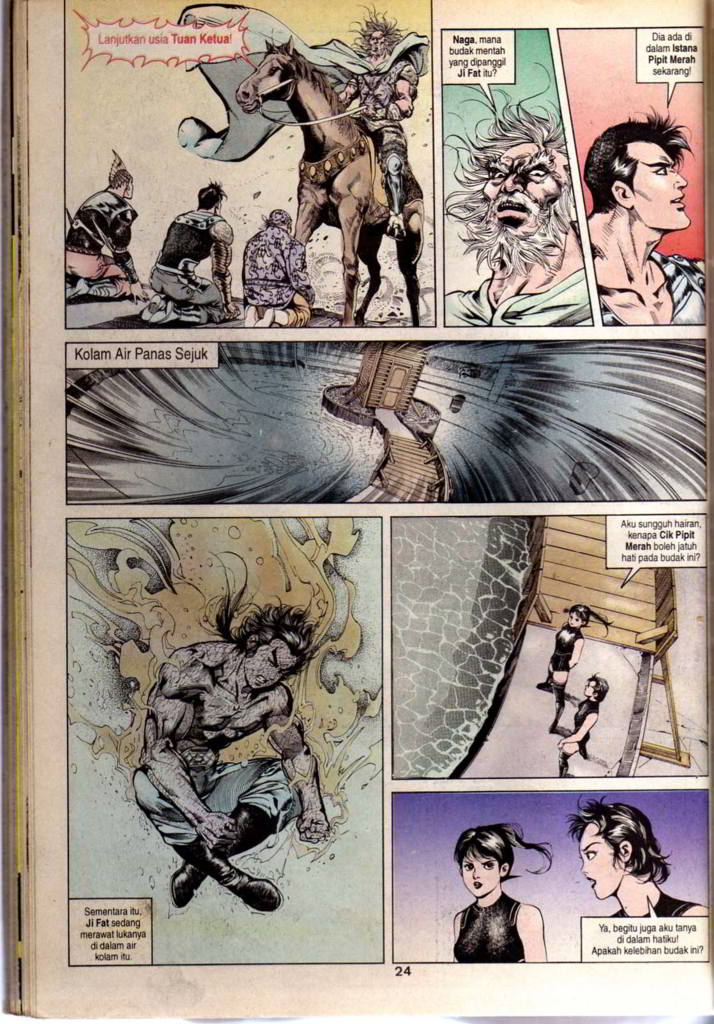 Lanjutkan usia Tuan Ketua!
Naga, mana
budak mentah
yang dipanggil
Ji Fat itu?
Dia ada di
dalam Istana
Pipit Merah
sekarang!
Kolam Air Panas Sejuk
Aku sungguh hairan,
kenapa Cik Pipit
Merah boleh jatuh
hati pada budak ini?
Sementara itu,
Ji Fat sedang
merawat lukanya
di dalam air
kolam itu.
Ya, begitu juga aku tanya
di dalam hatiku!
Apakah kelebihan budak ini?
24